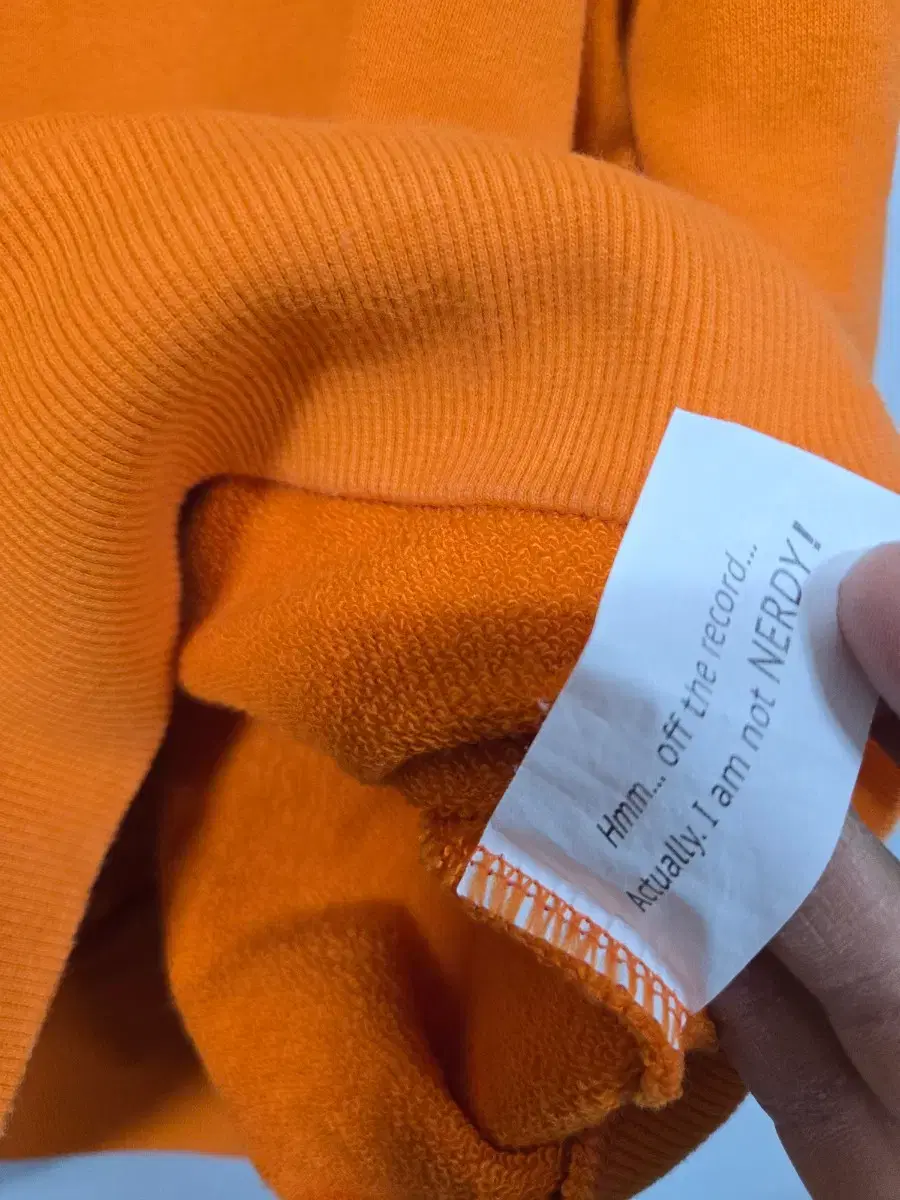 Hmm... off the record...
Actually. I am not NERDY!